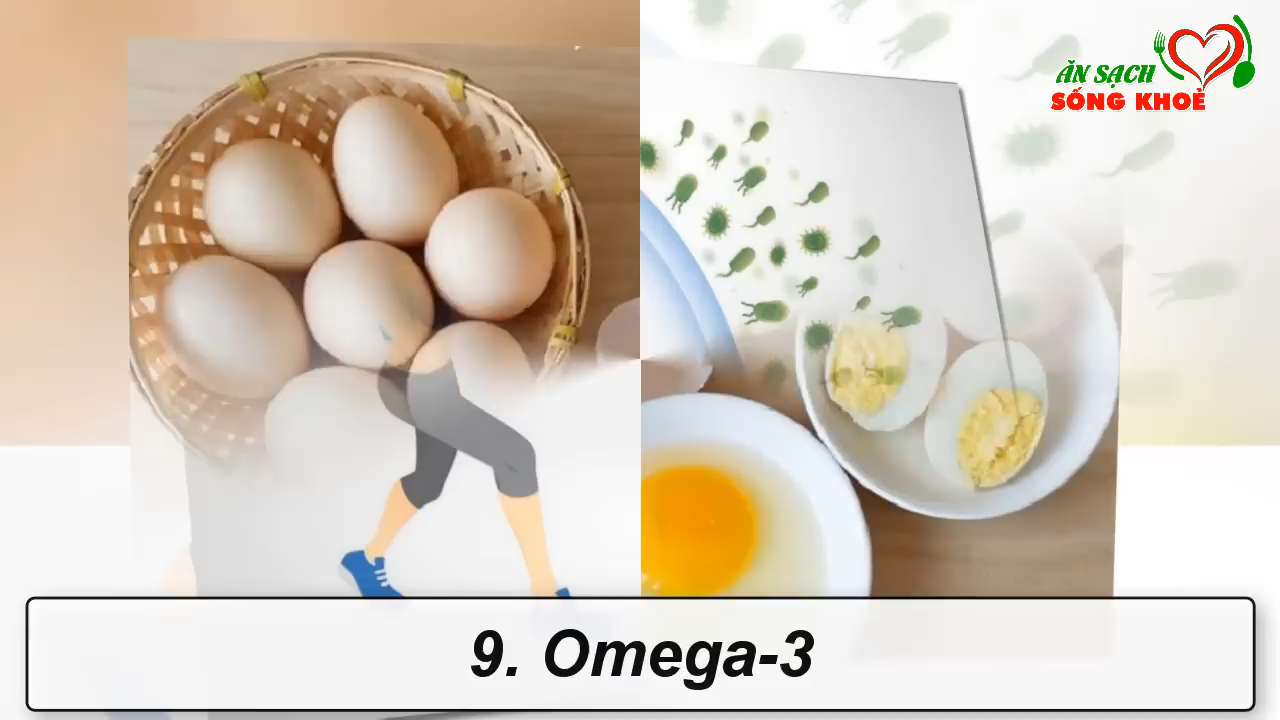 ĂN SẠCH
SỐNG KHOẺ
9. Omega-3